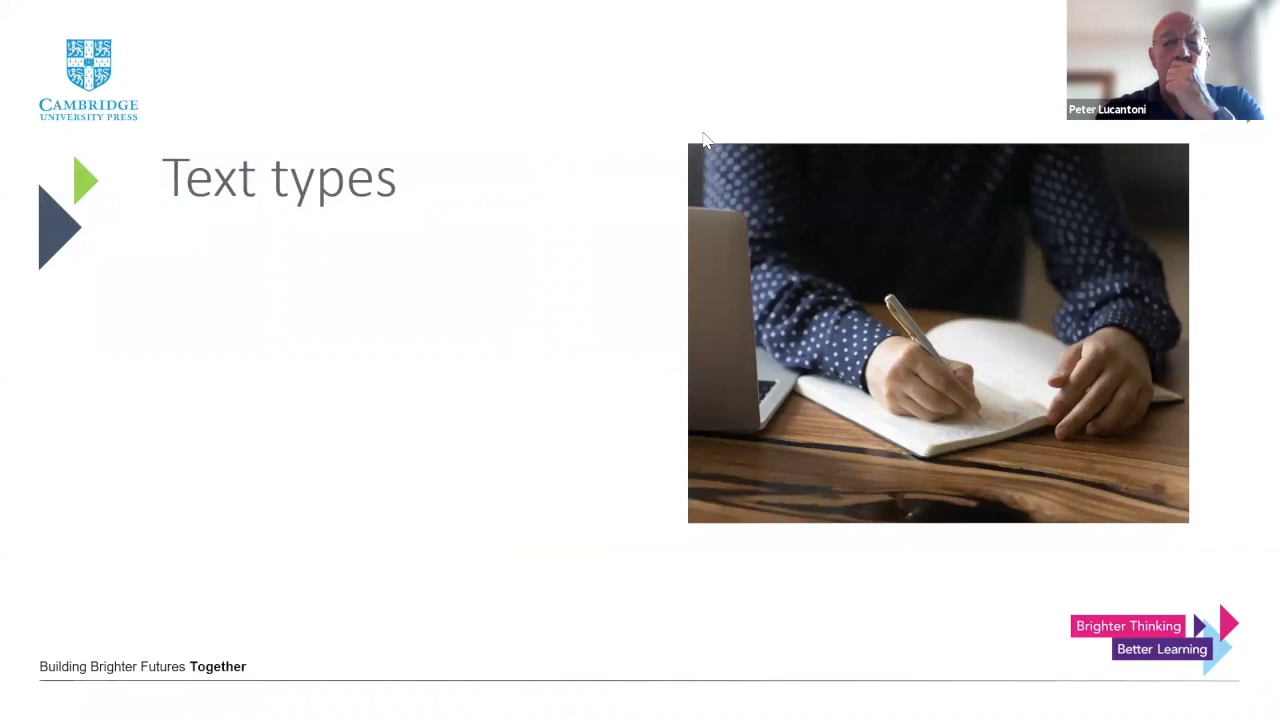 CAMBRIDGE
UNIVERSITY PRESS
Peter Lucantoni
Text types
Brighter Thinking
Better Learning
Building Brighter Futures Together